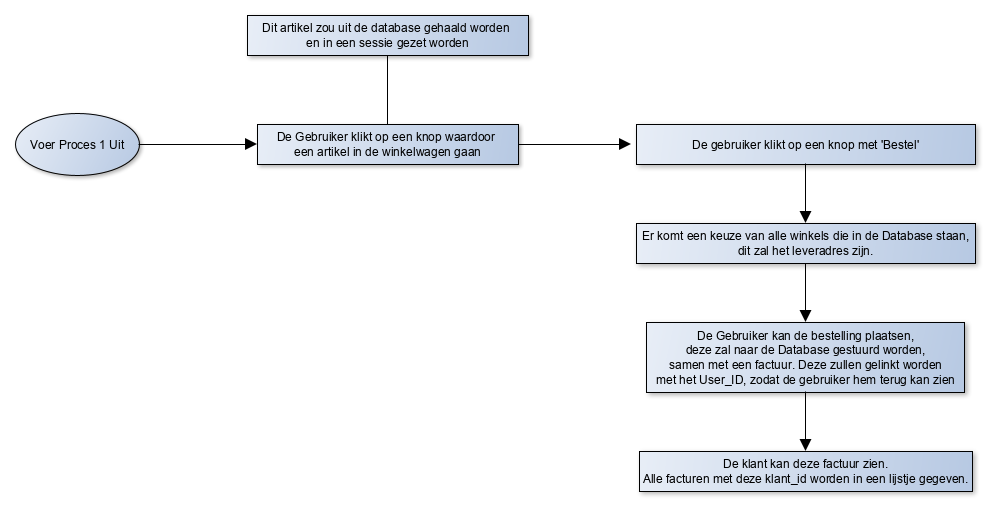 Dit artikel zou uit de database gehaald worden
en in een sessie gezet worden
Voer Proces 1 Uit
De Gebruiker klikt op een knop waardoor
een artikel in de winkelwagen gaan
De gebruiker klikt op een knop met 'Bestel'
Er komt een keuze van alle winkels die in de Database staan,
dit zal het leveradres zijn.
De Gebruiker kan de bestelling plaatsen,
deze zal naar de Database gestuurd worden,
samen met een factuur. Deze zullen gelinkt worden
met het User_ID, zodat de gebruiker hem terug kan zien
De klant kan deze factuur zien.
Alle facturen met deze klant_id worden in een lijstje gegeven.